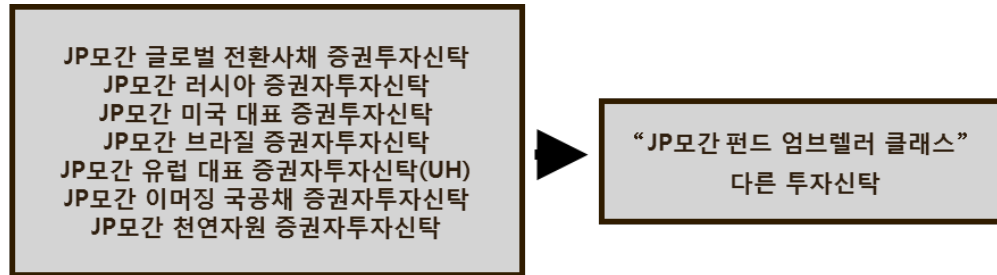 JP모간 글로벌 전환사채 증권투자신탁
JP모간 러시아 증권자투자신탁
JP모간 미국 대표 증권투자신탁
JP모간 브라질 증권자투자신탁
JP모간 유럽 대표 증권자투자신탁(UH)
JP모간 이머징 국공채 증권자투자신탁
JP모간 천연자원 증권자투자신탁
“JP모간 펀드 엄브렐러 클래스”
다른 투자신탁